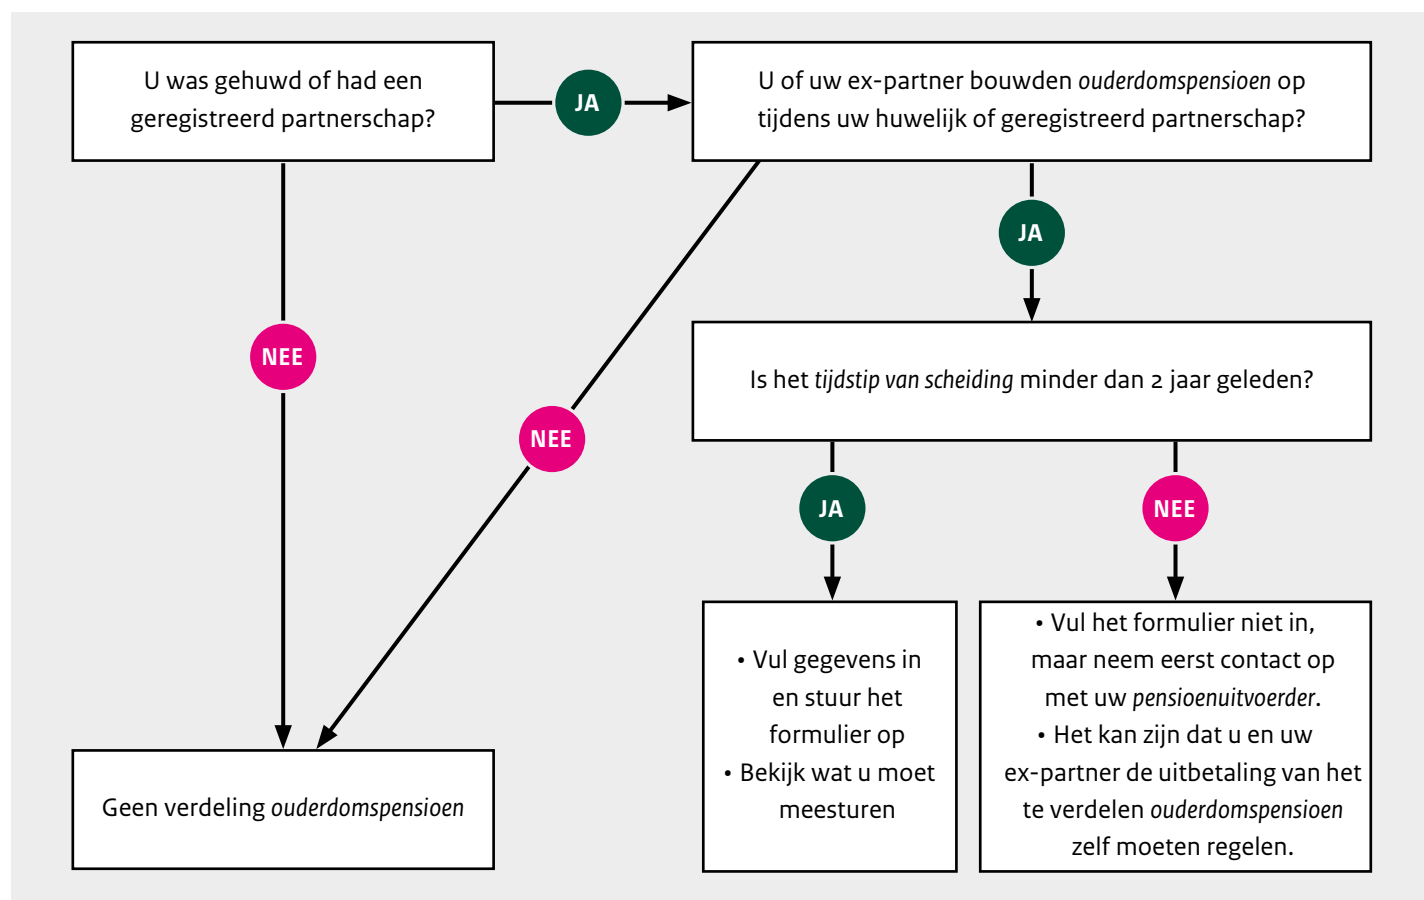 U was gehuwd of had een
geregistreerd partnerschap?
JA
U of uw ex-partner bouwden ouderdomspensioen op
tijdens uw huwelijk of geregistreerd partnerschap?
JA
NEE
Is het tijdstip van scheiding minder dan 2 jaar geleden?
NEE
JA
NEE
• Vul gegevens in
en stuur het
formulier op
• Bekijk wat u moet
meesturen
• Vul het formulier niet in,
maar neem eerst contact op
met uw pensioenuitvoerder.
• Het kan zijn dat u en uw
ex-partner de uitbetaling van het
te verdelen ouderdomspensioen
zelf moeten regelen.
Geen verdeling ouderdomspensioen